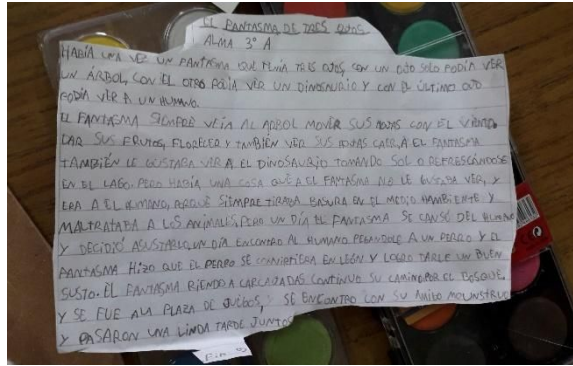 EL FANTASMA DE TRES OJOS
ALMA 3° A
HABÍA UNA VEZ UN FANTASMA QUE TENÍA TRES OJOS, CON UN OJO SOLO PODÍA VER
UN ÁRBOL, CON EL OTRO PODÍA VER UN DINOSAURIO Y CON EL ÚLTIMO OJO
PODÍA VER A UN HUMANO.
EL FANTASMA SIEMPRE VEÍA AL ARBOL MOVER SUS HOJAS CON EL VIENTO,
DAR SUS FRUTOS, FLORECER Y TAMBIÉN VER SUS HOJAS CAER, A EL FANTASMA
TAMBIÉN LE GUSTABA VER A EL DINOSAURIO TOMANDO SOL O REFRESCÁNDOSE
EN EL LAGO. PERO HABÍA UNA COSA QUE A EL FANTASMA NO LE GUSTABA VER, Y
ERA A EL HUMANO, PORQUE SIEMPRE TIRABA BASURA EN EL MEDIO HAMBIENTE Y
MALTRATABA A LOS ANIMALES, PERO UN DÍA EL FANTASMA SE CANSÓ DEL HUMANO
Y DECIDIÓ ASUSTARLO, UN DÍA ENCONTRO AL HUMANO PEGANDOLE A UN PERRO Y EL
FANTASMA HIZO QUE EL PERRO SE CONVIRTIERA EN LEÓN Y LOGRO DARLE UN BUEN
SUSTO. EL FANTASMA RIENDO A CARCAJADAS CONTINUO SU CAMINO POR EL BOSQUE,
Y SE FUE A LA PLAZA DE JUEGOS, SE ENCONTRO CON SU AMIGO MOUNSTRUO
Y PASARON UNA LINDA TARDE JUNTOS
FIN